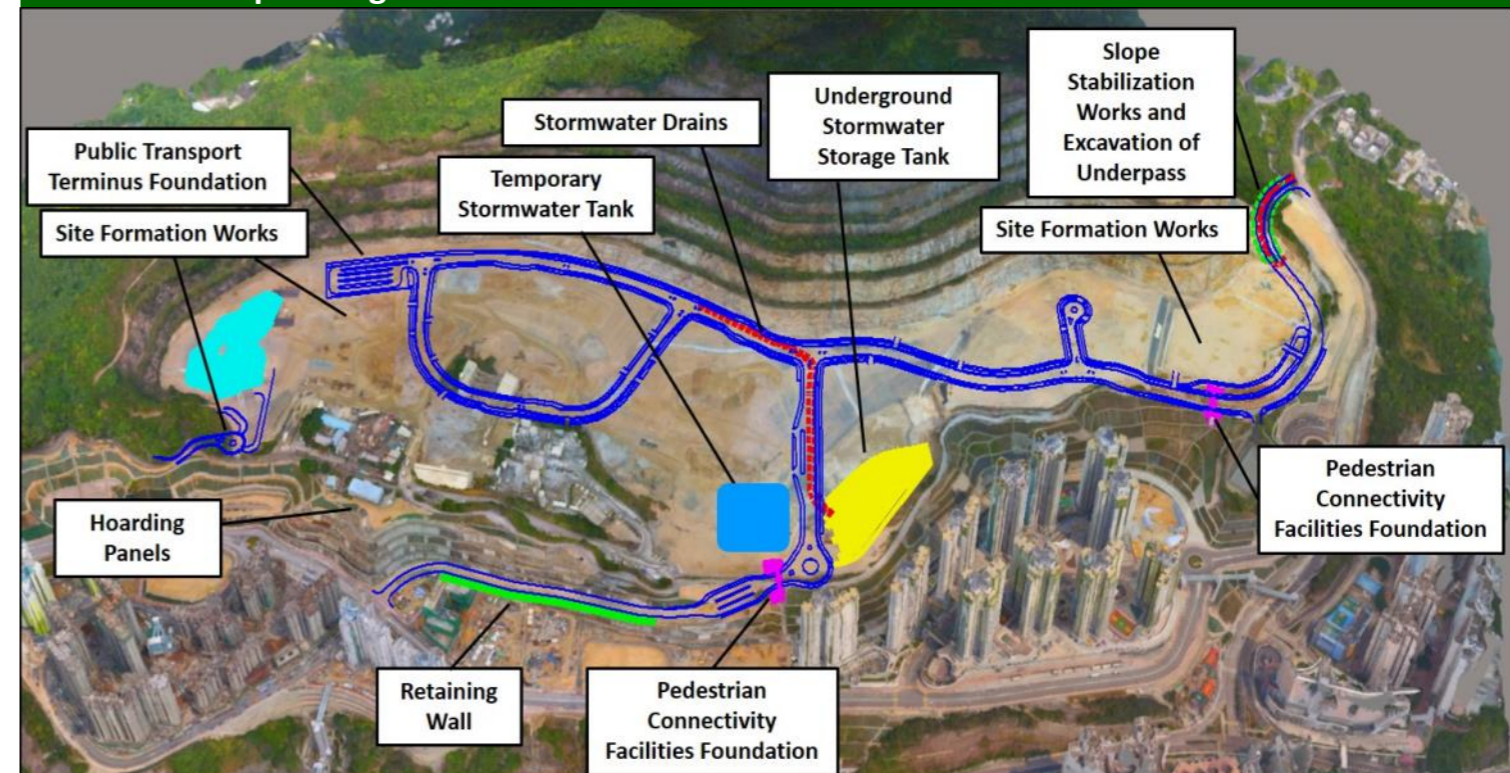 Public Transport
Terminus Foundation
Site Formation Works
Stormwater Drains
Temporary
Stormwater Tank
Underground
Stormwater
Storage Tank
Slope
Stabilization
Works and
Excavation of
Underpass
Site Formation Works
Hoarding
Panels
Retaining
Wall
Pedestrian
Connectivity
Facilities Foundation
Pedestrian
Connectivity
Facilities Foundation